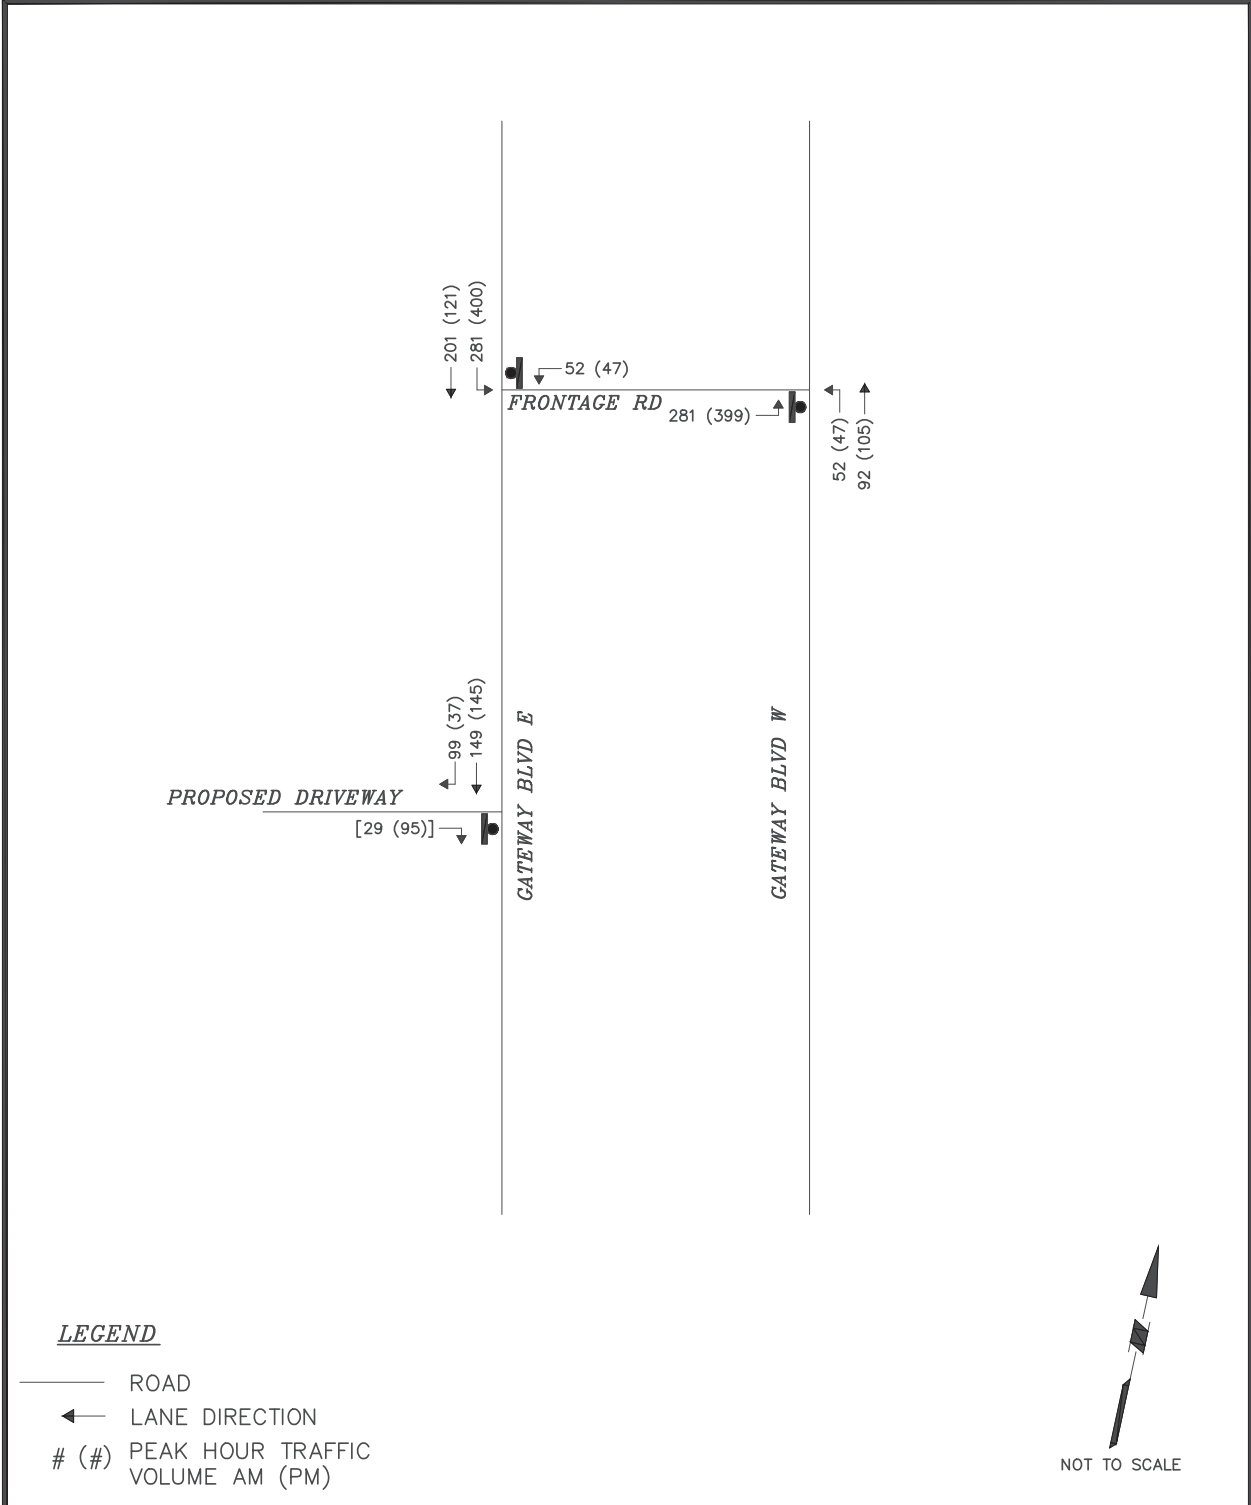 201 (121)
281 (400)
52 (47)
FRONTAGE RD
281 (399)
52 (47)
92 (105)
99 (37)
149 (145)
PROPOSED DRIVEWAY
[29 (95)]
GATEWAY BLVD E
GATEWAY BLVD W
LEGEND
ROAD
LANE DIRECTION
# (#) PEAK HOUR TRAFFIC
VOLUME AM (PM)
N
NOT TO SCALE